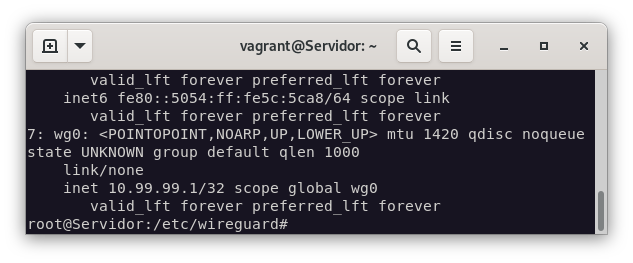 vagrant@Servidor: ~
valid_lft forever preferred_lft forever
inet6 fe80::5054:ff:fe5c:5ca8/64 scope link
valid_lft forever preferred_lft forever
7: wg0: <POINTOPOINT,NOARP,UP,LOWER_UP> mtu 1420 qdisc noqueue
state UNKNOWN group default qlen 1000
link/none
inet 10.99.99.1/32 scope global wg0
valid_lft forever preferred_lft forever
root@Servidor:/etc/wireguard#